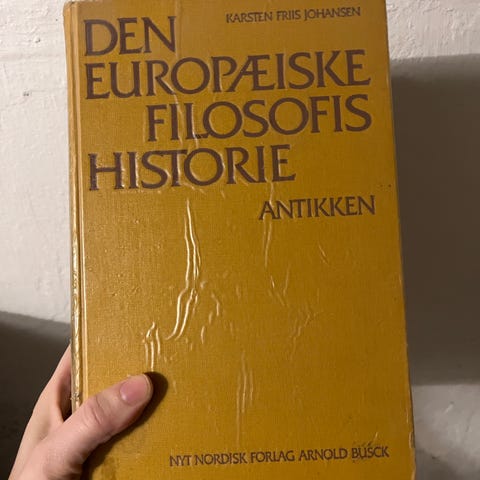 KARSTEN FRIIS JOHANSEN
DEN
EUROPÆISKE
FILOSOFIS
HISTORIE
ANTIKKEN
NYT NORDISK FORLAG ARNOLD BUSCK